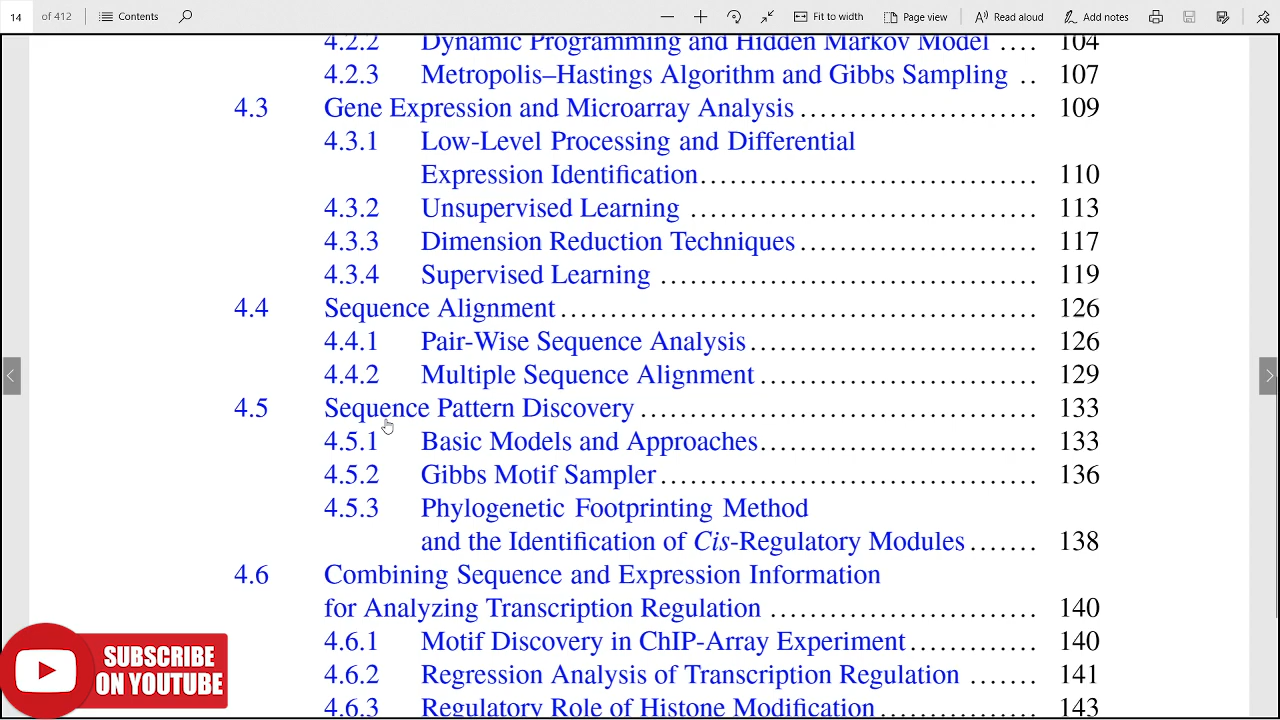 14 of 412 Contents Fit to width Page view Read aloud Add notes
4.2.2 Dynamic Programming and Hidden Markov Model .... 104
4.2.3 Metropolis–Hastings Algorithm and Gibbs Sampling .. 107
4.3 Gene Expression and Microarray Analysis ........................ 109
4.3.1 Low-Level Processing and Differential
Expression Identification.................................. 110
4.3.2 Unsupervised Learning ................................... 113
4.3.3 Dimension Reduction Techniques........................ 117
4.3.4 Supervised Learning ...................................... 119
4.4 Sequence Alignment................................................ 126
4.4.1 Pair-Wise Sequence Analysis............................. 126
4.4.2 Multiple Sequence Alignment ............................ 129
4.5 Sequence Pattern Discovery ........................................ 133
4.5.1 Basic Models and Approaches............................ 133
4.5.2 Gibbs Motif Sampler...................................... 136
4.5.3 Phylogenetic Footprinting Method
and the Identification of Cis-Regulatory Modules....... 138
4.6 Combining Sequence and Expression Information
for Analyzing Transcription Regulation ........................... 140
4.6.1 Motif Discovery in ChIP-Array Experiment............. 140
4.6.2 Regression Analysis of Transcription Regulation ....... 141
4.6.3 Regulatory Role of Histone Modification................ 143
SUBSCRIBE
ON YOUTUBE